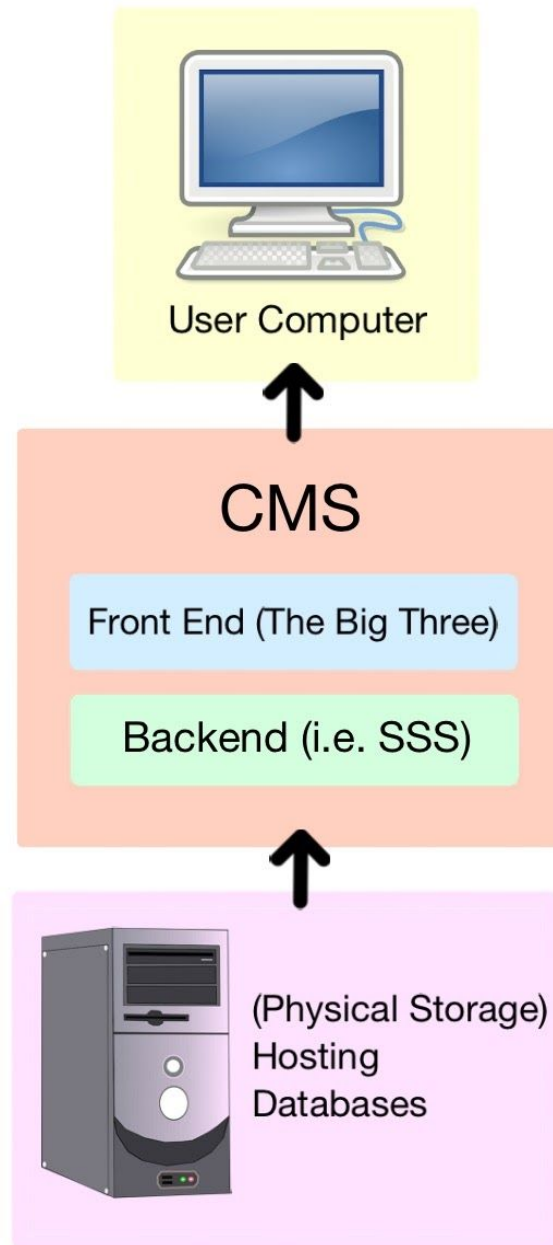 User Computer
CMS
Front End (The Big Three)
Backend (i.e. SSS)
(Physical Storage)
Hosting
Databases